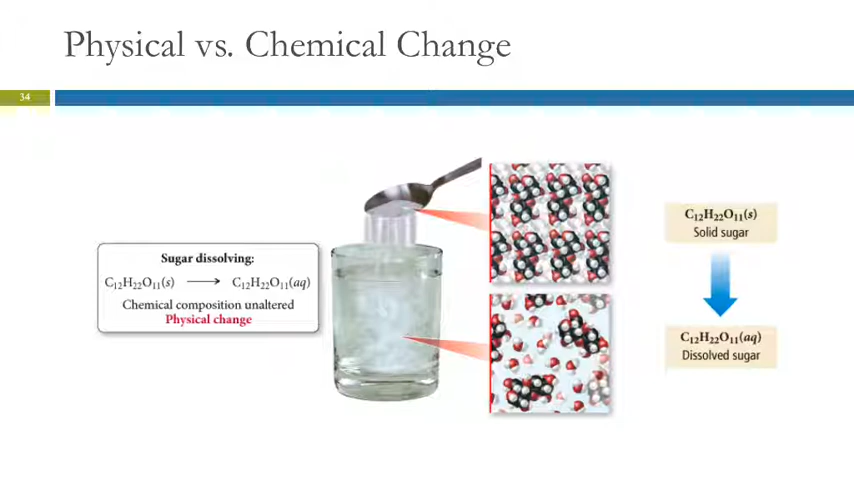 Physical vs. Chemical Change
34
Sugar dissolving:
C₁₂H₂₂O₁₁(s) ⟶ C₁₂H₂₂O₁₁(aq)
Chemical composition unaltered
Physical change
C₁₂H₂₂O₁₁(s)
Solid sugar
C₁₂H₂₂O₁₁(aq)
Dissolved sugar